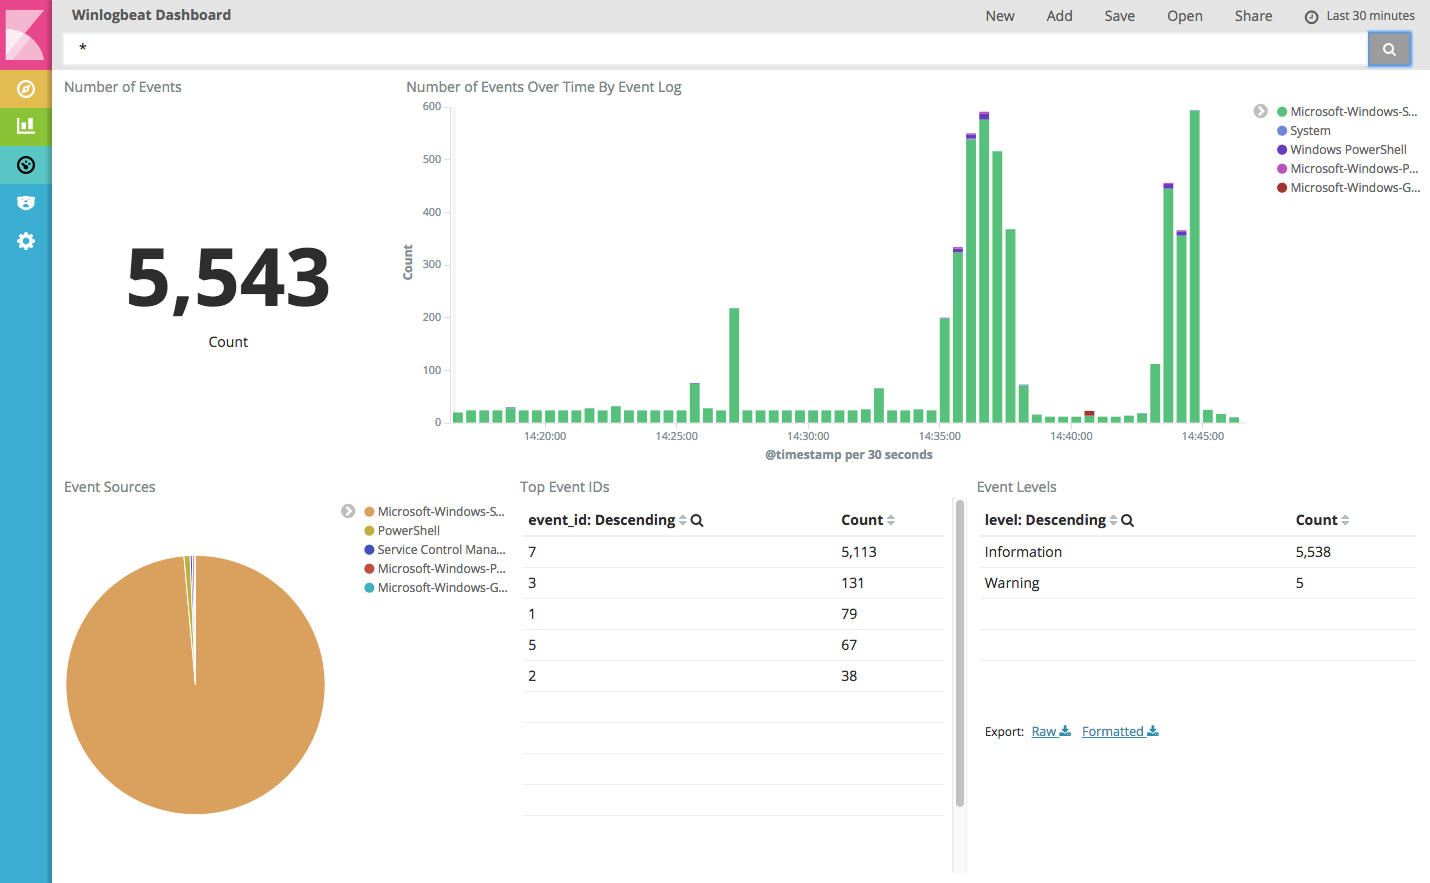 Winlogbeat Dashboard
New Add Save Open Share Last 30 minutes
*
Number of Events
5,543
Count
Number of Events Over Time By Event Log
600
500
400
300
200
100
0
Count
14:20:00 14:25:00 14:30:00 14:35:00 14:40:00 14:45:00
@timestamp per 30 seconds
Microsoft-Windows-S...
System
Windows PowerShell
Microsoft-Windows-P...
Microsoft-Windows-G...
Event Sources
Microsoft-Windows-S...
PowerShell
Service Control Mana...
Microsoft-Windows-P...
Microsoft-Windows-G...
Top Event IDs
event_id: Descending Count
7 5,113
3 131
1 79
5 67
2 38
Event Levels
level: Descending Count
Information 5,538
Warning 5
Export: Raw Formatted